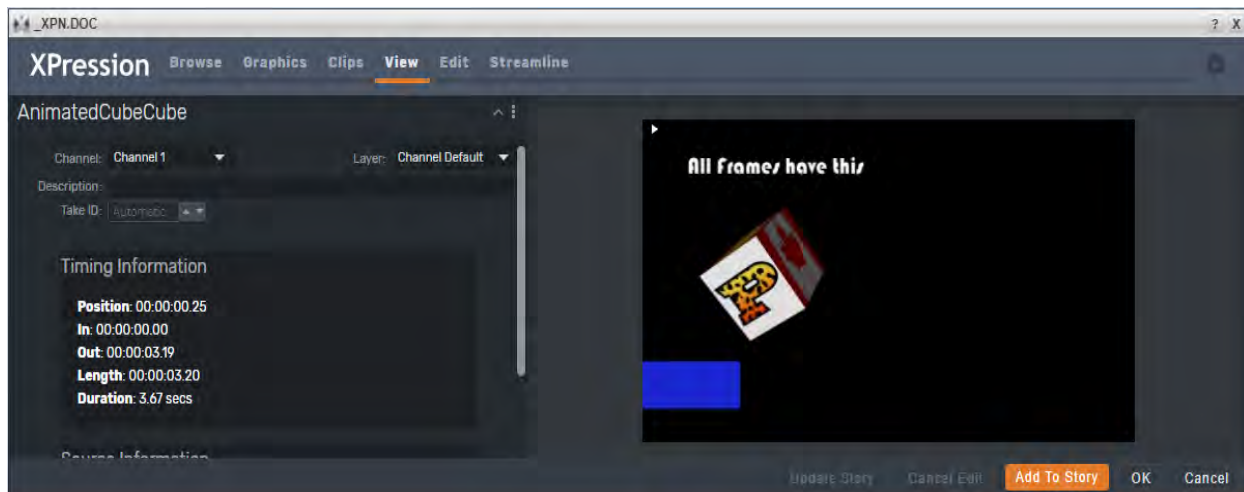 _XPN.DOC ? X
XPression Browse Graphics Clips View Edit Streamline
AnimatedCubeCube
Channel: Channel 1 Layer: Channel Default
Description:
Take ID: Automatic
Timing Information
Position: 00:00:00.25
In: 00:00:00.00
Out: 00:00:03.19
Length: 00:00:03.20
Duration: 3.67 secs
Source Information
All Frames have this
P
Update Story Cancel Edit Add To Story OK Cancel